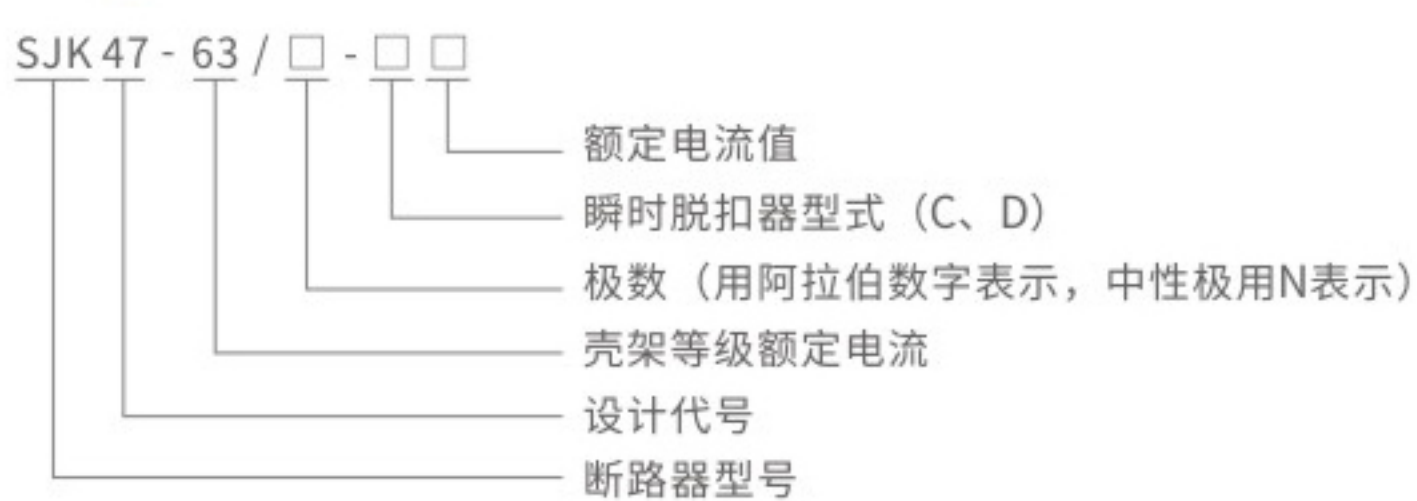 SJK 47 - 63 / □ - □ □
额定电流值
瞬时脱扣器型式（C、D）
极数（用阿拉伯数字表示，中性极用N表示）
壳架等级额定电流
设计代号
断路器型号